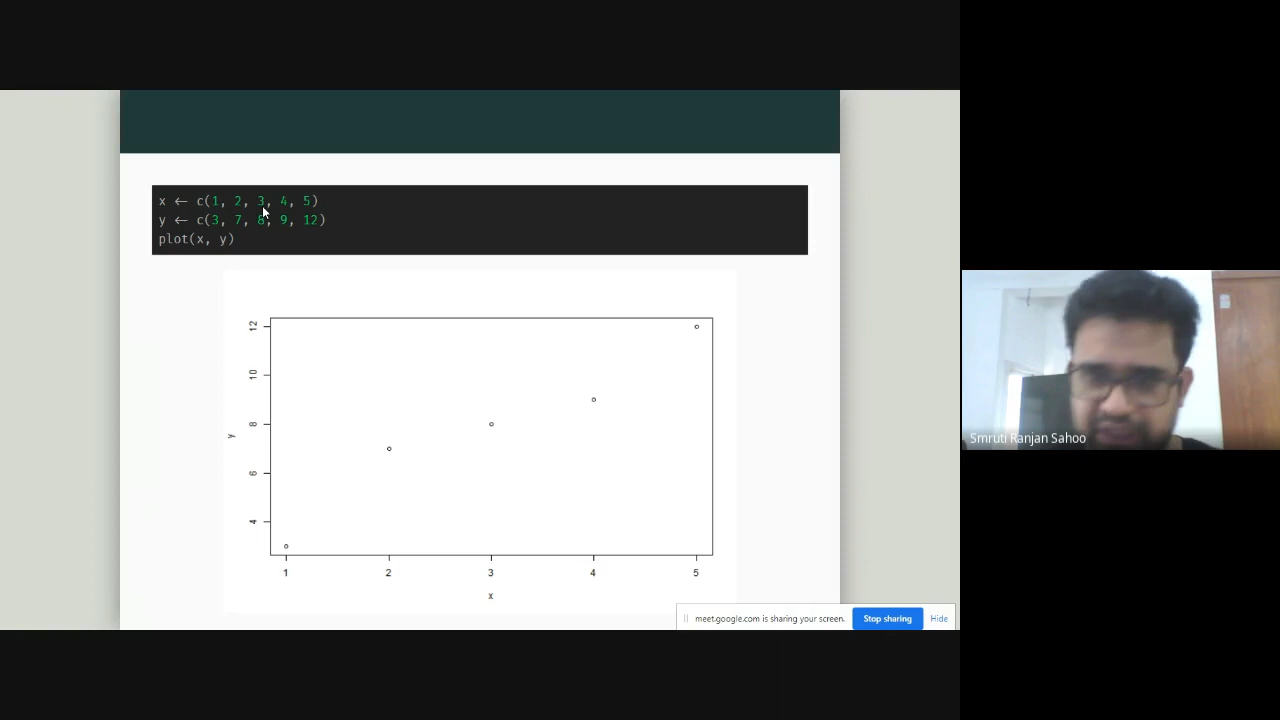 x ← c(1, 2, 3, 4, 5)
y ← c(3, 7, 8, 9, 12)
plot(x, y)
12
10
8
6
4
y
1 2 3 4 5
x
meet.google.com is sharing your screen. Stop sharing Hide
Smruti Ranjan Sahoo